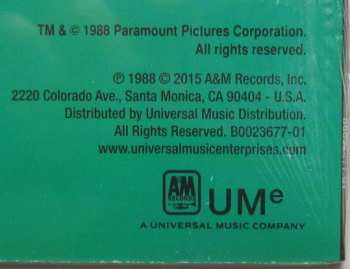 TM & © 1988 Paramount Pictures Corporation.
All rights reserved.
℗ 1988 © 2015 A&M Records, Inc.
2220 Colorado Ave., Santa Monica, CA 90404 - U.S.A.
Distributed by Universal Music Distribution.
All Rights Reserved. B0023677-01
www.universalmusicenterprises.com
A&M
RECORDS
UMe
A UNIVERSAL MUSIC COMPANY